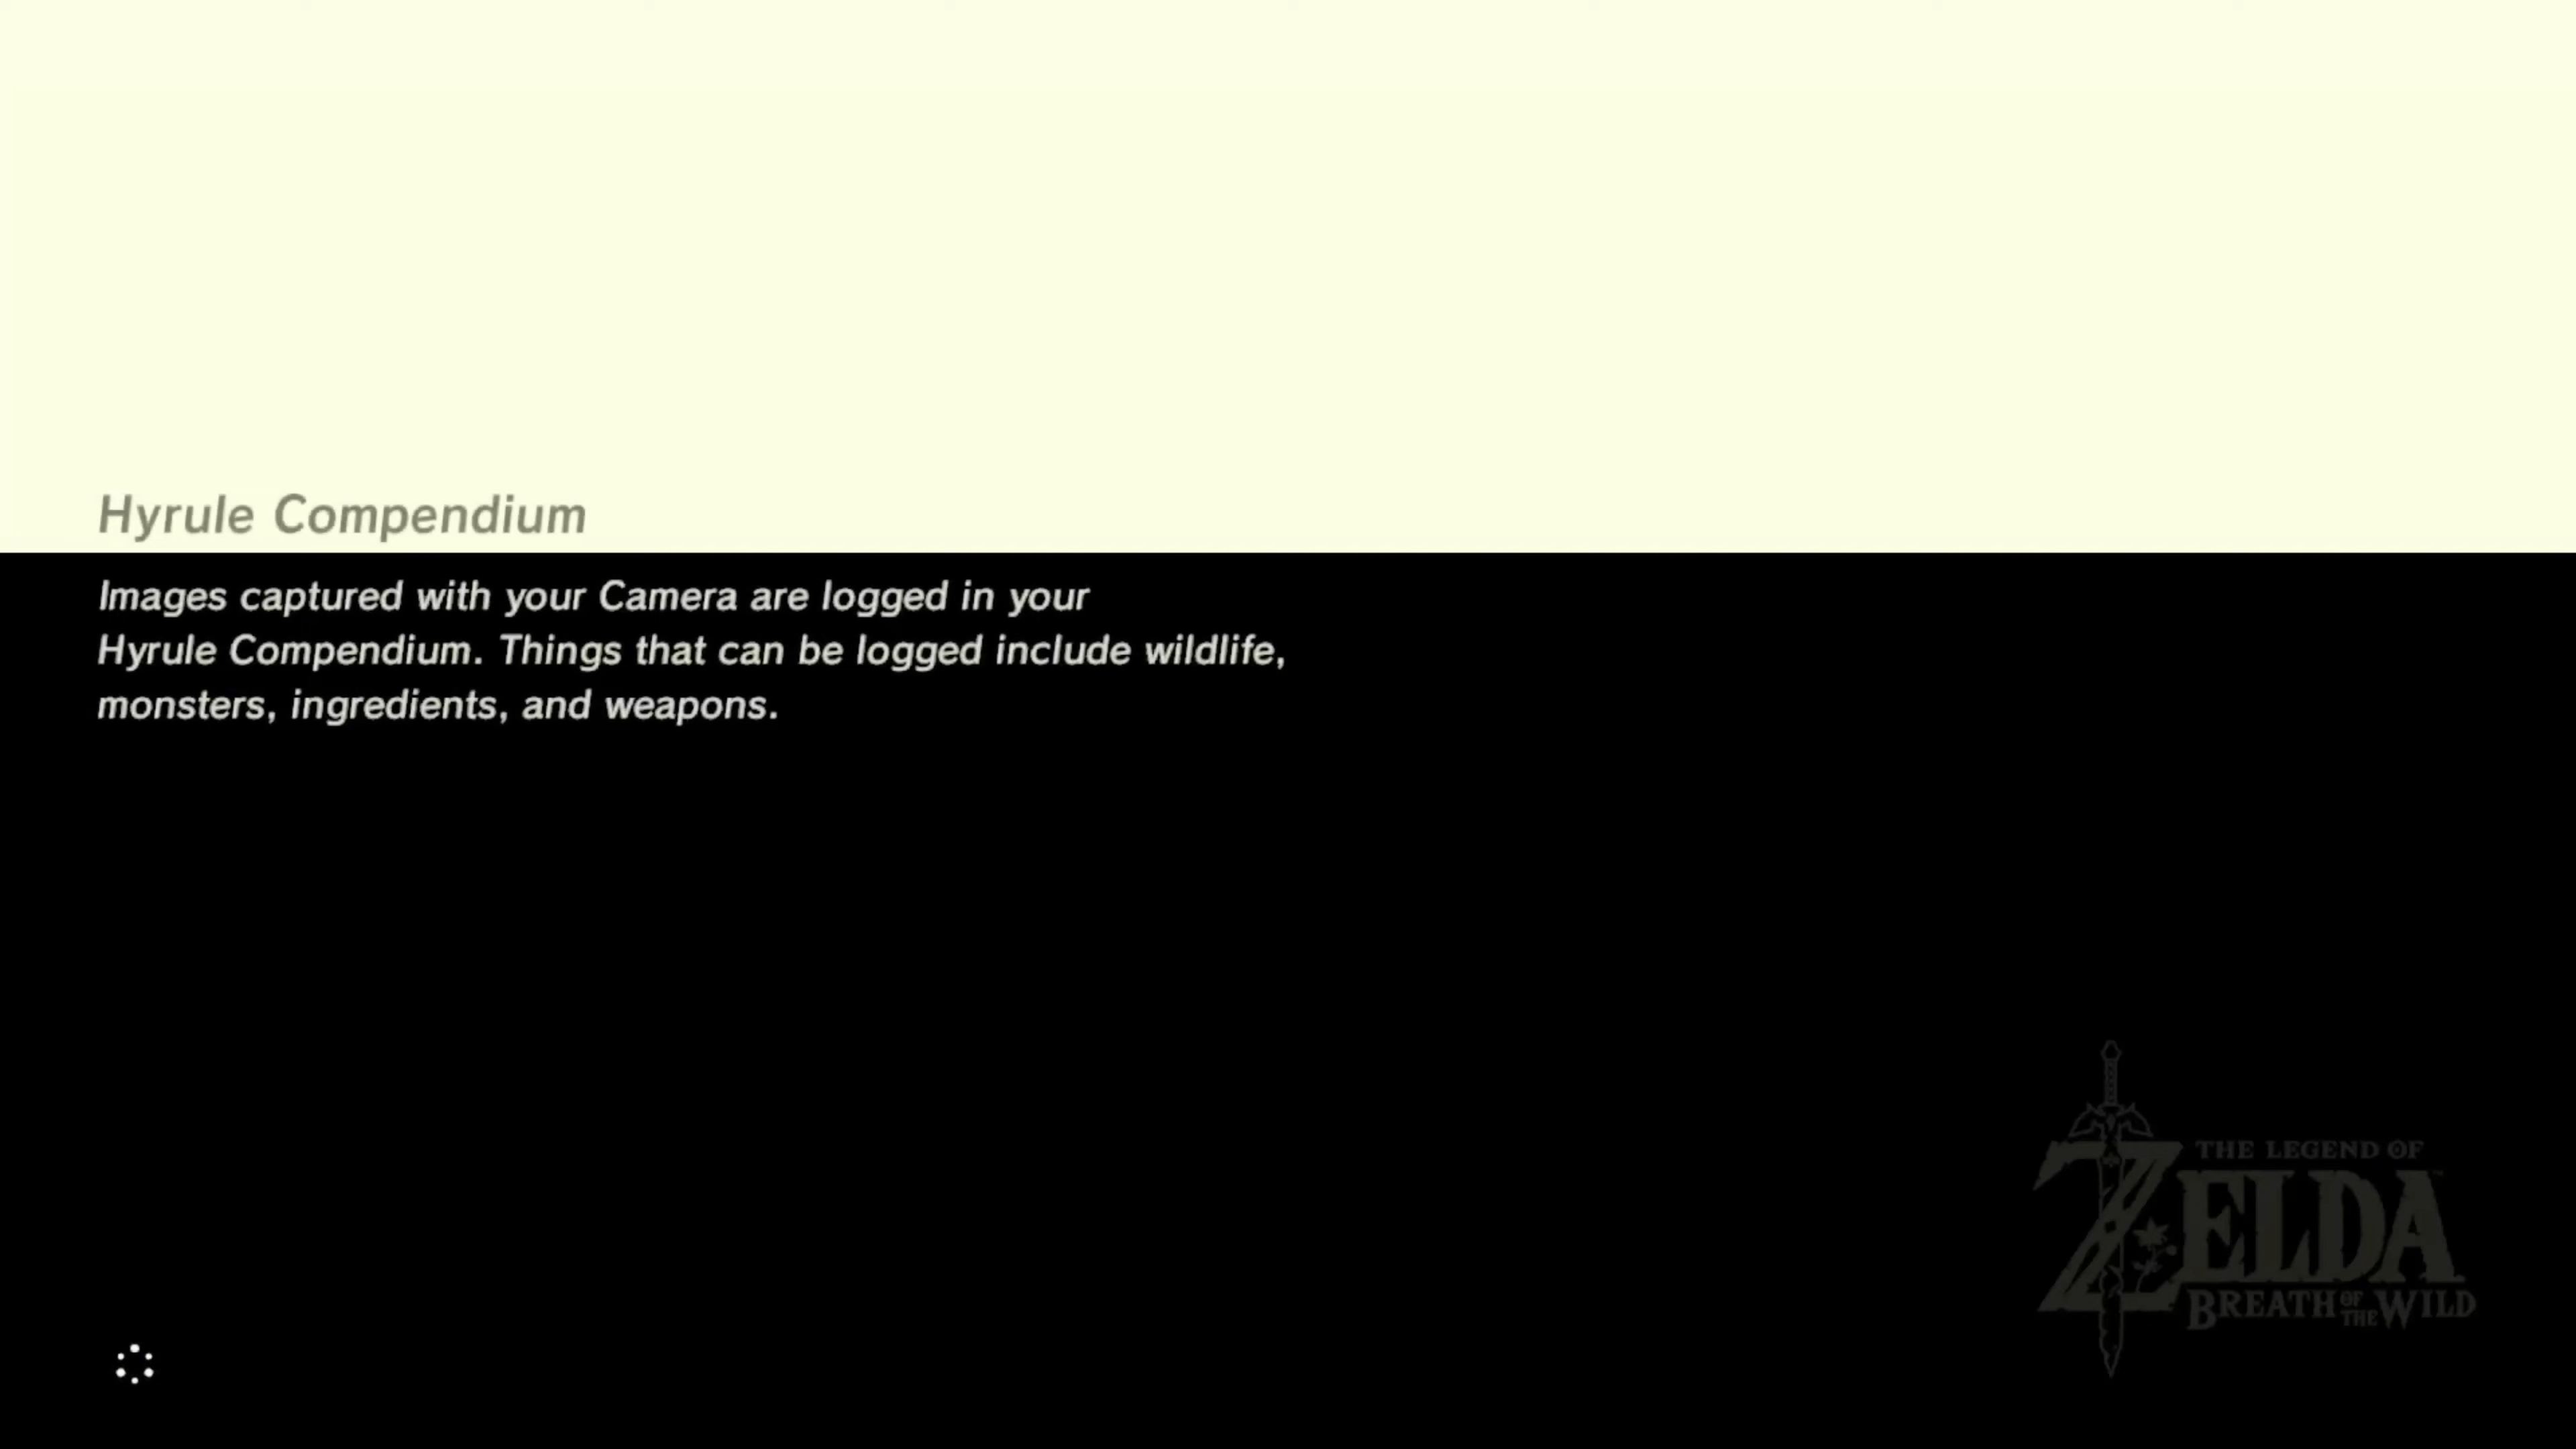 Hyrule Compendium
Images captured with your Camera are logged in your
Hyrule Compendium. Things that can be logged include wildlife,
monsters, ingredients, and weapons.
THE LEGEND OF
ZELDA
BREATH OF THE WILD